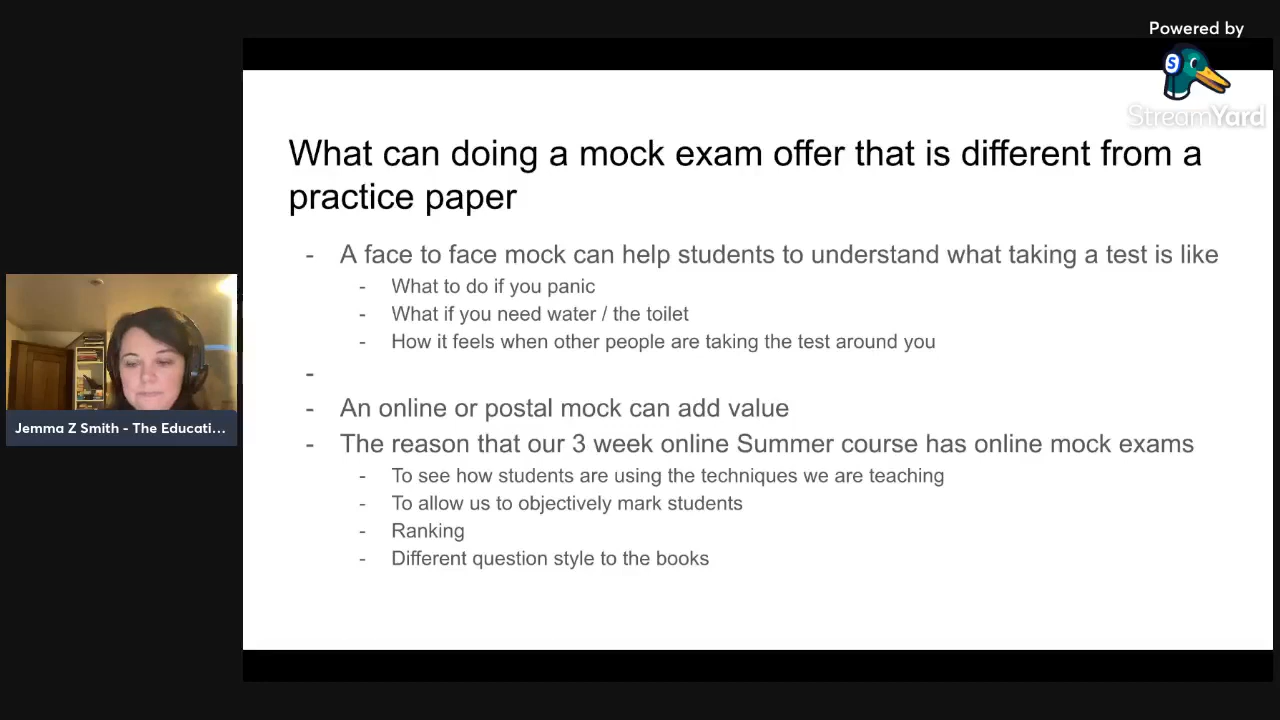 Powered by
S
StreamYard
What can doing a mock exam offer that is different from a
practice paper
- A face to face mock can help students to understand what taking a test is like
- What to do if you panic
- What if you need water / the toilet
- How it feels when other people are taking the test around you
-
- An online or postal mock can add value
- The reason that our 3 week online Summer course has online mock exams
- To see how students are using the techniques we are teaching
- To allow us to objectively mark students
- Ranking
- Different question style to the books
Jemma Z Smith - The Educati...